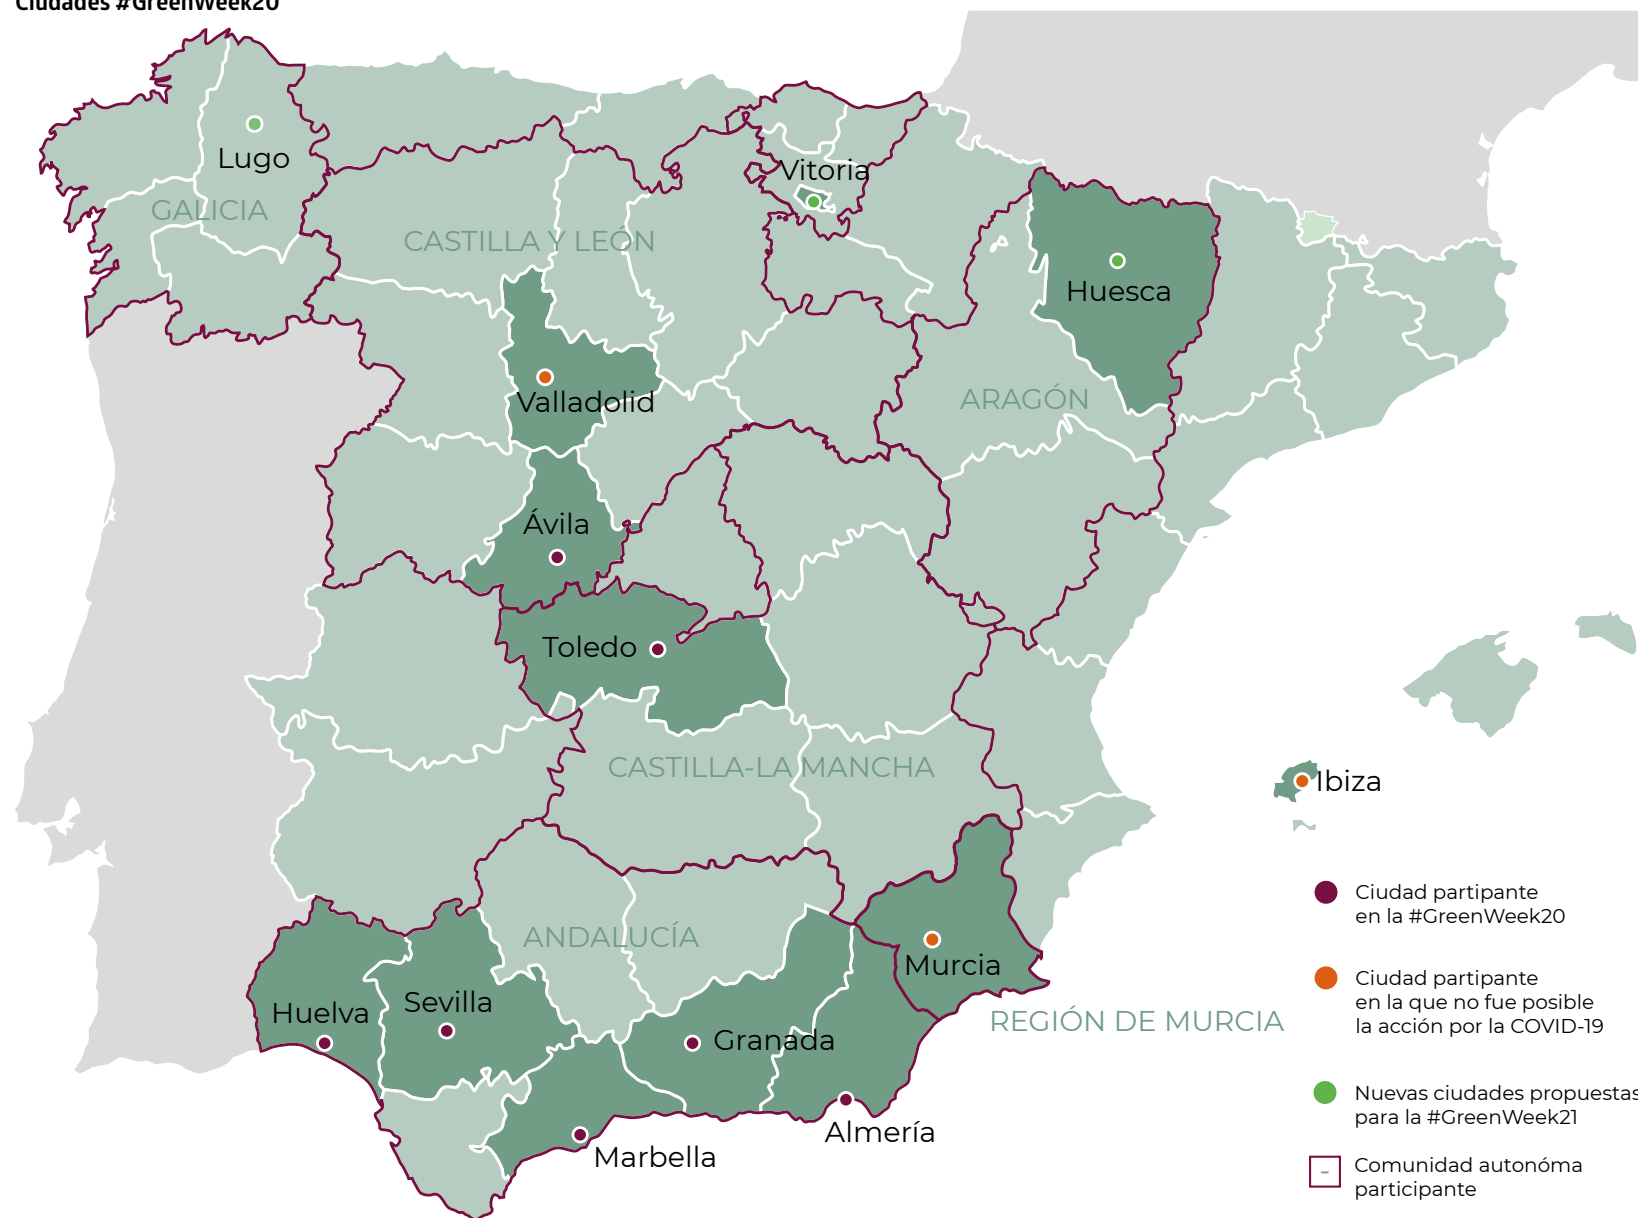 Ciudades #GreenWeek20
Lugo
Vitoria
GALICIA
CASTILLA Y LEÓN
Huesca
Valladolid
ARAGÓN
Ávila
Toledo
CASTILLA-LA MANCHA
Ibiza
Ciudad partipante
en la #GreenWeek20
ANDALUCÍA
Murcia
Ciudad partipante
en la que no fue posible
la acción por la COVID-19
Huelva
Sevilla
REGIÓN DE MURCIA
Granada
Nuevas ciudades propuestas
para la #GreenWeek21
Almería
Marbella
-
Comunidad autonóma
participante